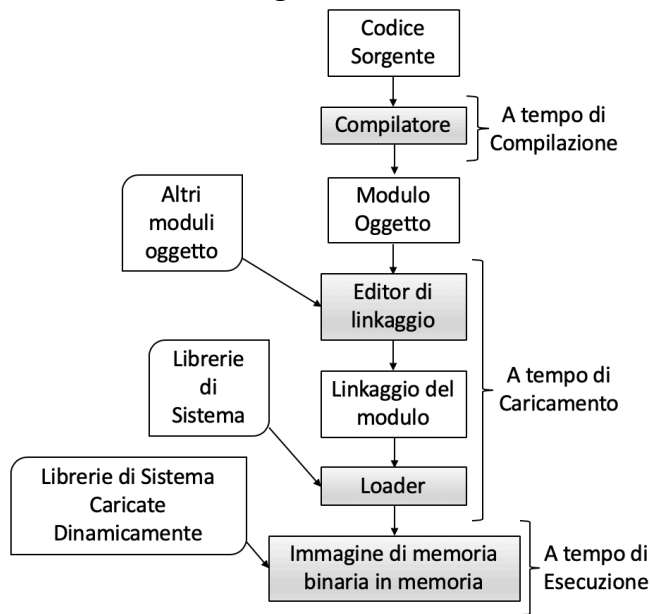 Codice
Sorgente
Compilatore
A tempo di
Compilazione
Altri
moduli
oggetto
Modulo
Oggetto
Editor di
linkaggio
Librerie
di
Sistema
Linkaggio del
modulo
A tempo di
Caricamento
Librerie di Sistema
Caricate
Dinamicamente
Loader
Immagine di memoria
binaria in memoria
A tempo di
Esecuzione